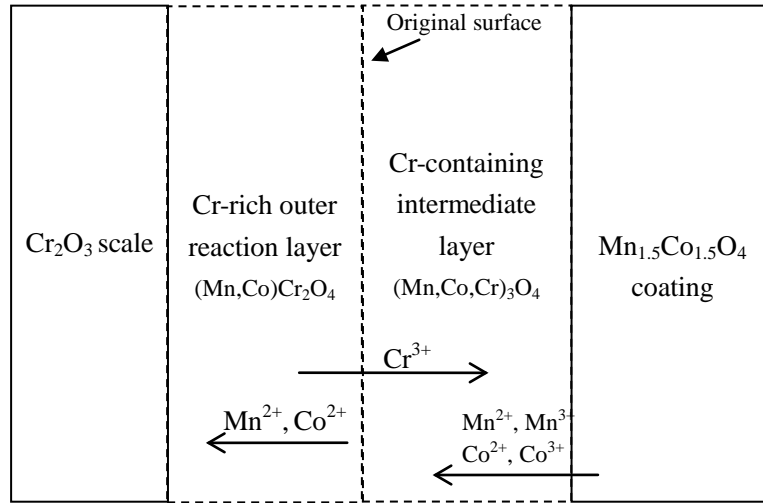 Original surface
Cr₂O₃ scale
Cr-rich outer
reaction layer
(Mn,Co)Cr₂O₄
Cr-containing
intermediate
layer
(Mn,Co,Cr)₃O₄
Mn₁.₅Co₁.₅O₄
coating
Cr³⁺
Mn²⁺, Co²⁺
Mn²⁺, Mn³⁺
Co²⁺, Co³⁺